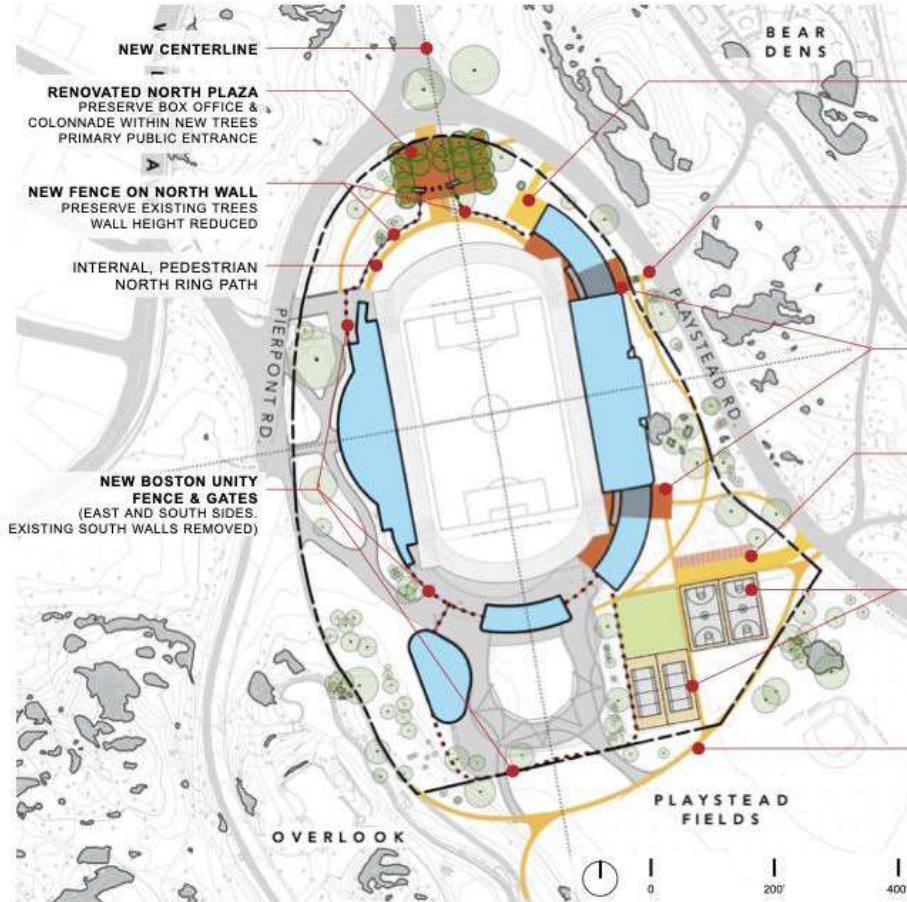 BEAR
DENS
NEW CENTERLINE
RENOVATED NORTH PLAZA
PRESERVE BOX OFFICE &
COLONNADE WITHIN NEW TREES
PRIMARY PUBLIC ENTRANCE
A
NEW FENCE ON NORTH WALL
PRESERVE EXISTING TREES
WALL HEIGHT REDUCED
INTERNAL, PEDESTRIAN
NORTH RING PATH
PIERPONT RD.
PLAYSTEAD RD
NEW BOSTON UNITY
FENCE & GATES
(EAST AND SOUTH SIDES.
EXISTING SOUTH WALLS REMOVED)
PLAYSTEAD
FIELDS
OVERLOOK
0
200'
400'